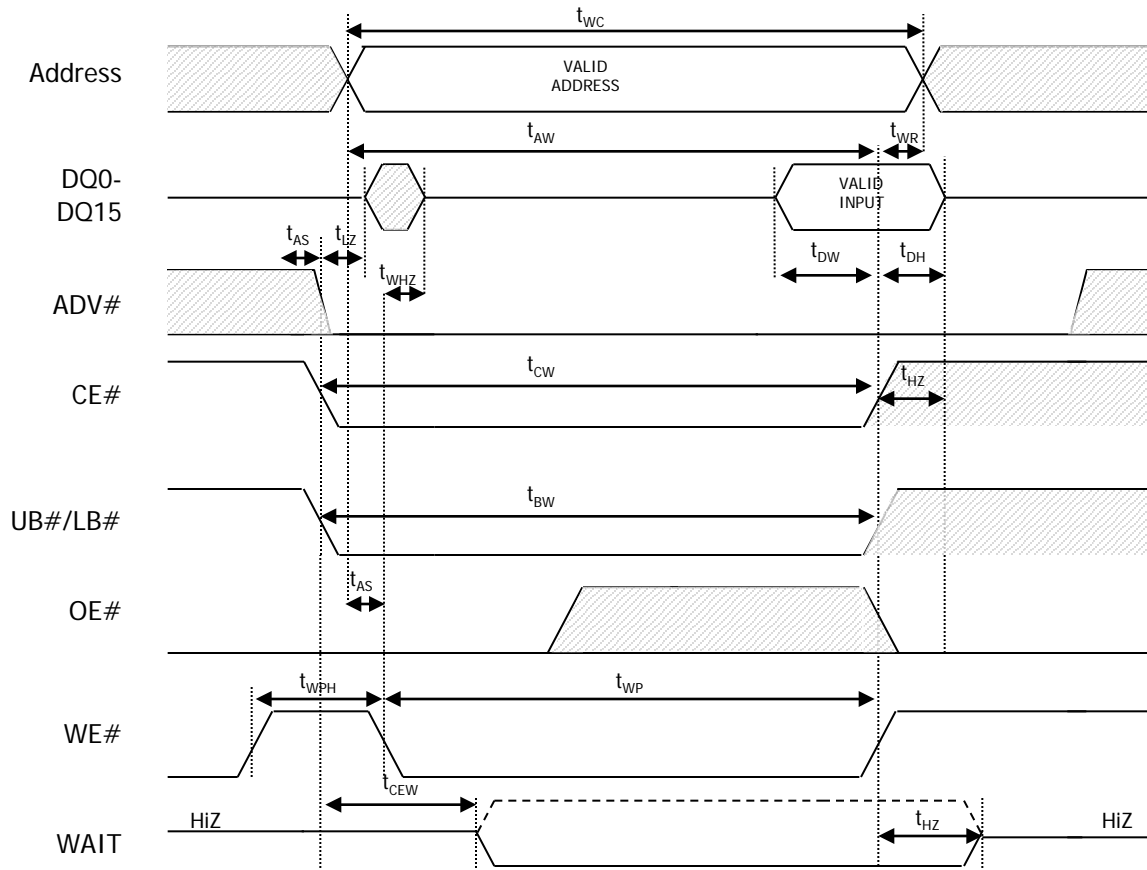 tWC
Address
VALID
ADDRESS
tAW
tWR
DQ0-
DQ15
VALID
INPUT
tAS
tLZ
tDW
tDH
tWHZ
ADV#
tCW
tHZ
CE#
tBW
UB#/LB#
tAS
OE#
tWPH
tWP
WE#
tCEW
HiZ
tHZ
HiZ
WAIT